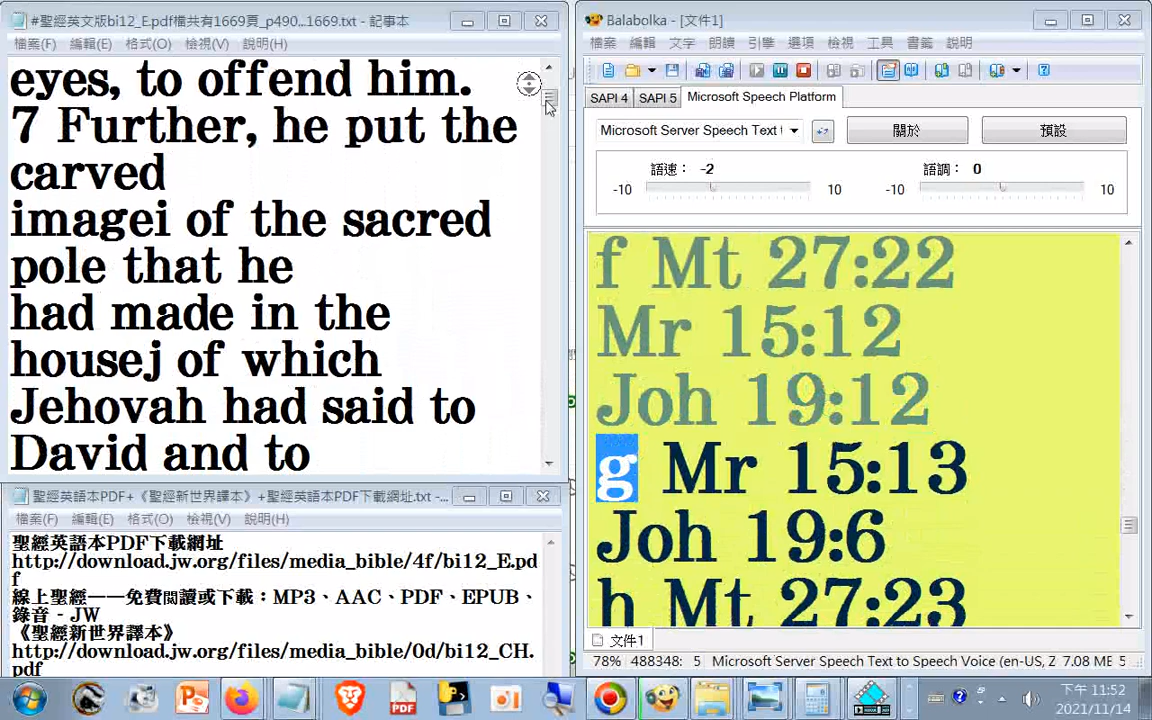 #聖經英文版bi12_E.pdf檔共有1669頁_p490...1669.txt - 記事本
檔案(F) 編輯(E) 格式(O) 檢視(V) 說明(H)
eyes, to offend him.
7 Further, he put the
carved
imagei of the sacred
pole that he
had made in the
housej of which
Jehovah had said to
David and to
聖經英語本PDF+《聖經新世界譯本》+聖經英語本PDF下載網址.txt - ...
檔案(F) 編輯(E) 格式(O) 檢視(V) 說明(H)
聖經英語本PDF下載網址
http://download.jw.org/files/media_bible/4f/bi12_E.pd
f
線上聖經——免費閱讀或下載：MP3、AAC、PDF、EPUB、
錄音 - JW
《聖經新世界譯本》
http://download.jw.org/files/media_bible/0d/bi12_CH.
pdf
Balabolka - [文件1]
檔案 編輯 文字 朗讀 引擎 選項 檢視 工具 書籤 說明
SAPI 4 SAPI 5 Microsoft Speech Platform
Microsoft Server Speech Text 關於 預設
語速： -2 語調： 0
-10 10 -10 10
f Mt 27:22
Mr 15:12
Joh 19:12
g Mr 15:13
Joh 19:6
h Mt 27:23
文件1
78% 488348: 5 Microsoft Server Speech Text to Speech Voice (en-US, Z 7.08 MB 5
PDF
下午 11:52
2021/11/14